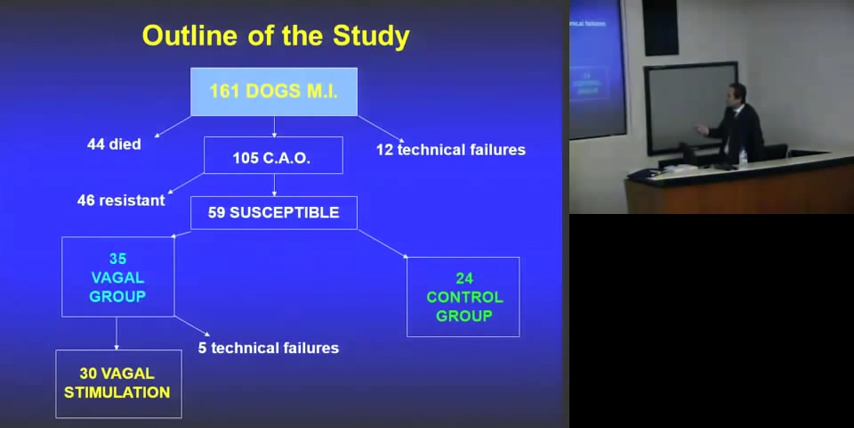 Outline of the Study
161 DOGS M.I.
44 died
105 C.A.O.
12 technical failures
46 resistant
59 SUSCEPTIBLE
35
VAGAL
GROUP
24
CONTROL
GROUP
5 technical failures
30 VAGAL
STIMULATION